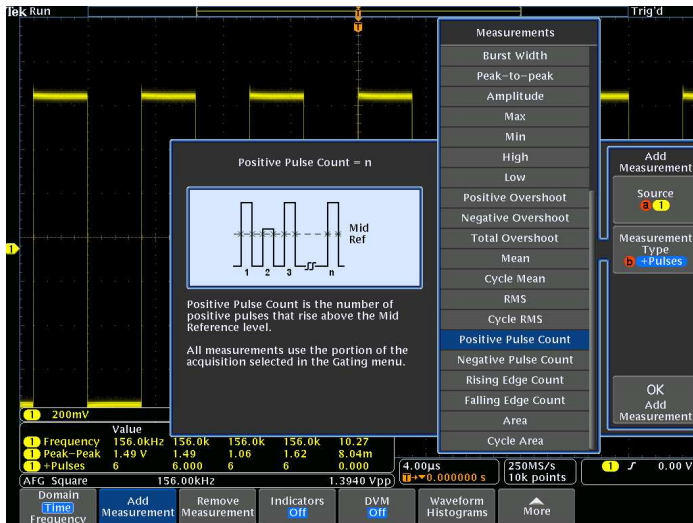 Tek Run
Trig'd
T
T
Measurements
Burst Width
Peak-to-peak
Amplitude
Max
Min
High
Low
Positive Overshoot
Negative Overshoot
Total Overshoot
Mean
Cycle Mean
RMS
Cycle RMS
Positive Pulse Count
Negative Pulse Count
Rising Edge Count
Falling Edge Count
Area
Cycle Area
Positive Pulse Count = n
Mid
Ref
1 2 3 n
Positive Pulse Count is the number of
positive pulses that rise above the Mid
Reference level.
All measurements use the portion of the
acquisition selected in the Gating menu.
Add
Measurement
Source
a 1
Measurement
Type
b +Pulses
OK
Add
Measurement
1
1 200mV
Value
1 Frequency 156.0kHz 156.0k 156.0k 156.0k 10.27
1 Peak-Peak 1.49 V 1.49 1.06 1.62 8.04m
1 +Pulses 6 6.000 6 6 0.000
4.00µs
T→▼0.000000 s
250MS/s
10k points
1 0.00 V
AFG Source 156.00kHz 1.3940 Vpp
Domain
Time
Frequency
Add
Measurement
Remove
Measurement
Indicators
Off
DVM
Off
Waveform
Histograms
More